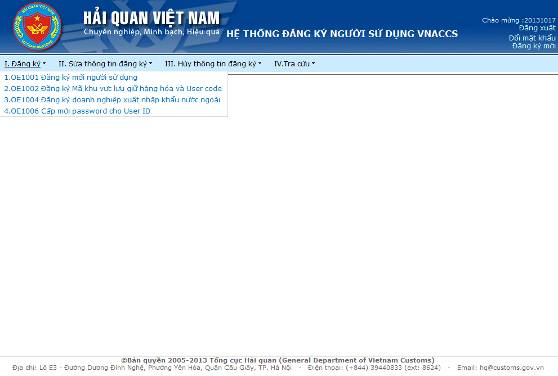 HẢI QUAN VIỆT NAM
Chuyên nghiệp, Minh bạch, Hiệu quả
HỆ THỐNG ĐĂNG KÝ NGƯỜI SỬ DỤNG VNACCS
Chào mừng :20131017
Đăng xuất
Đổi mật khẩu
Đăng ký mới
I. Đăng ký II. Sửa thông tin đăng ký III. Hủy thông tin đăng ký IV.Tra cứu
1.OE1001 Đăng ký mới người sử dụng
2.OE1002 Đăng ký Mã khu vực lưu giữ hàng hóa và User code
3.OE1004 Đăng ký doanh nghiệp xuất nhập khẩu nước ngoài
4.OE1006 Cấp mới password cho User ID
©Bản quyền 2005-2013 Tổng cục Hải quan (General Department of Vietnam Customs)
Địa chỉ: Lô E3 - Đường Dương Đình Nghệ, Phường Yên Hòa, Quận Cầu Giấy, TP. Hà Nội - Điện thoại: (+844) 39440833 (ext: 8624) - Email: hq@customs.gov.vn